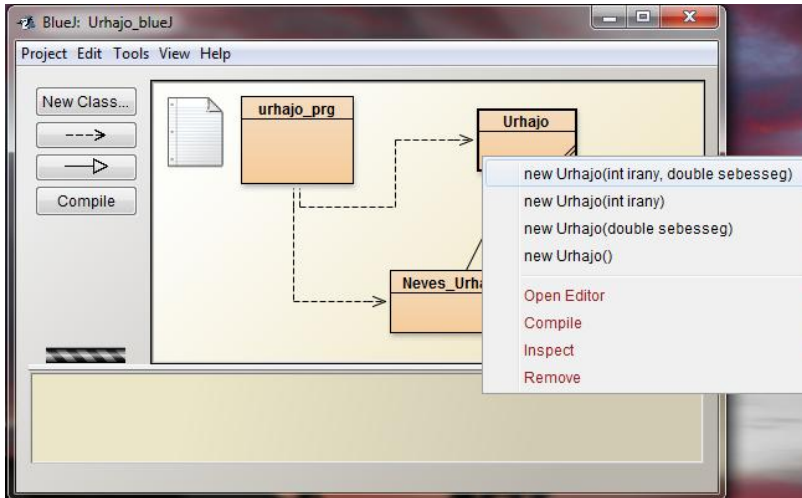 BlueJ: Urhajo_blueJ
Project Edit Tools View Help
New Class...
Compile
urhajo_prg
Urhajo
new Urhajo(int irany, double sebesseg)
new Urhajo(int irany)
new Urhajo(double sebesseg)
new Urhajo()
Open Editor
Compile
Inspect
Remove